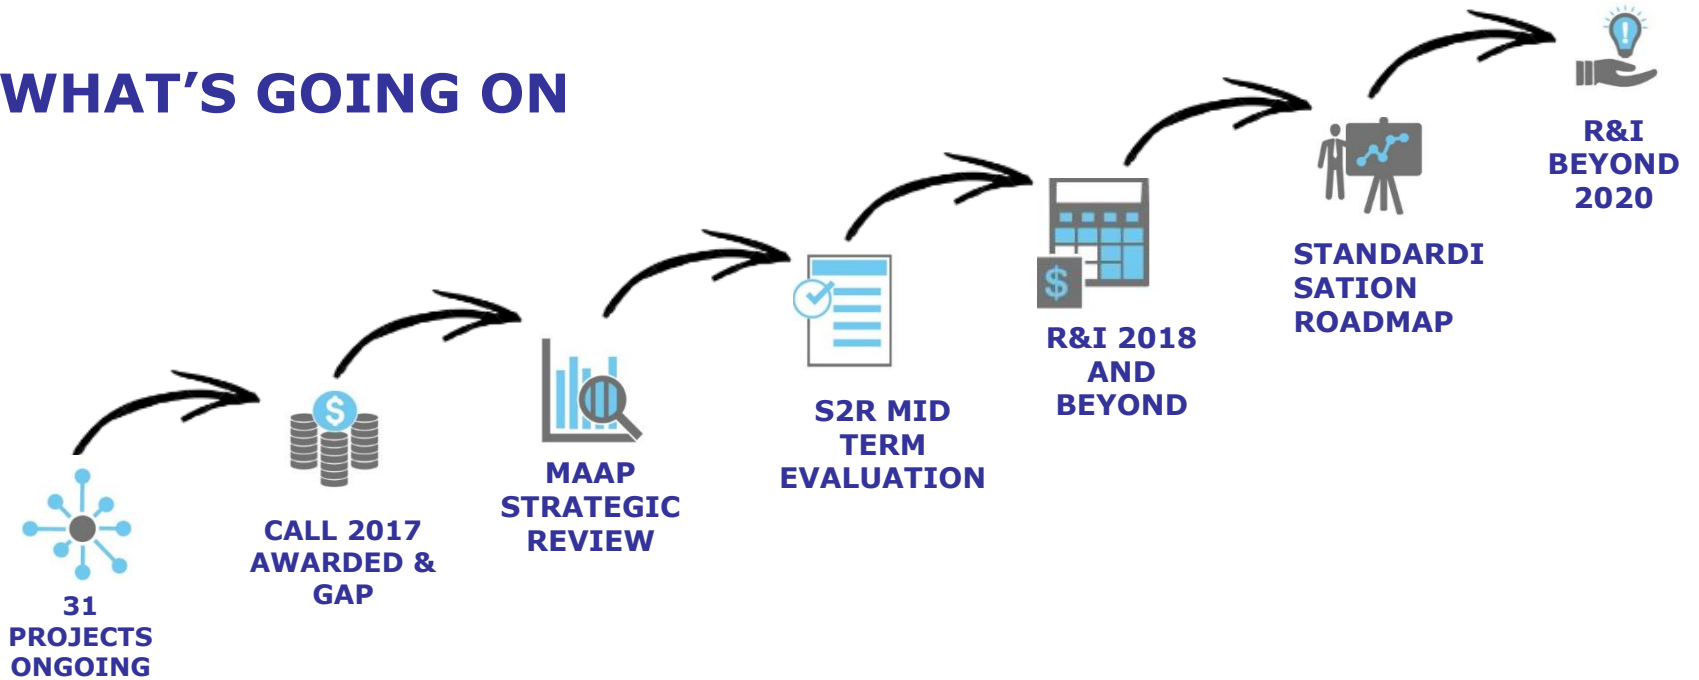 WHAT'S GOING ON
31
PROJECTS
ONGOING
CALL 2017
AWARDED &
GAP
MAAP
STRATEGIC
REVIEW
S2R MID
TERM
EVALUATION
R&I 2018
AND
BEYOND
STANDARDI
SATION
ROADMAP
R&I
BEYOND
2020